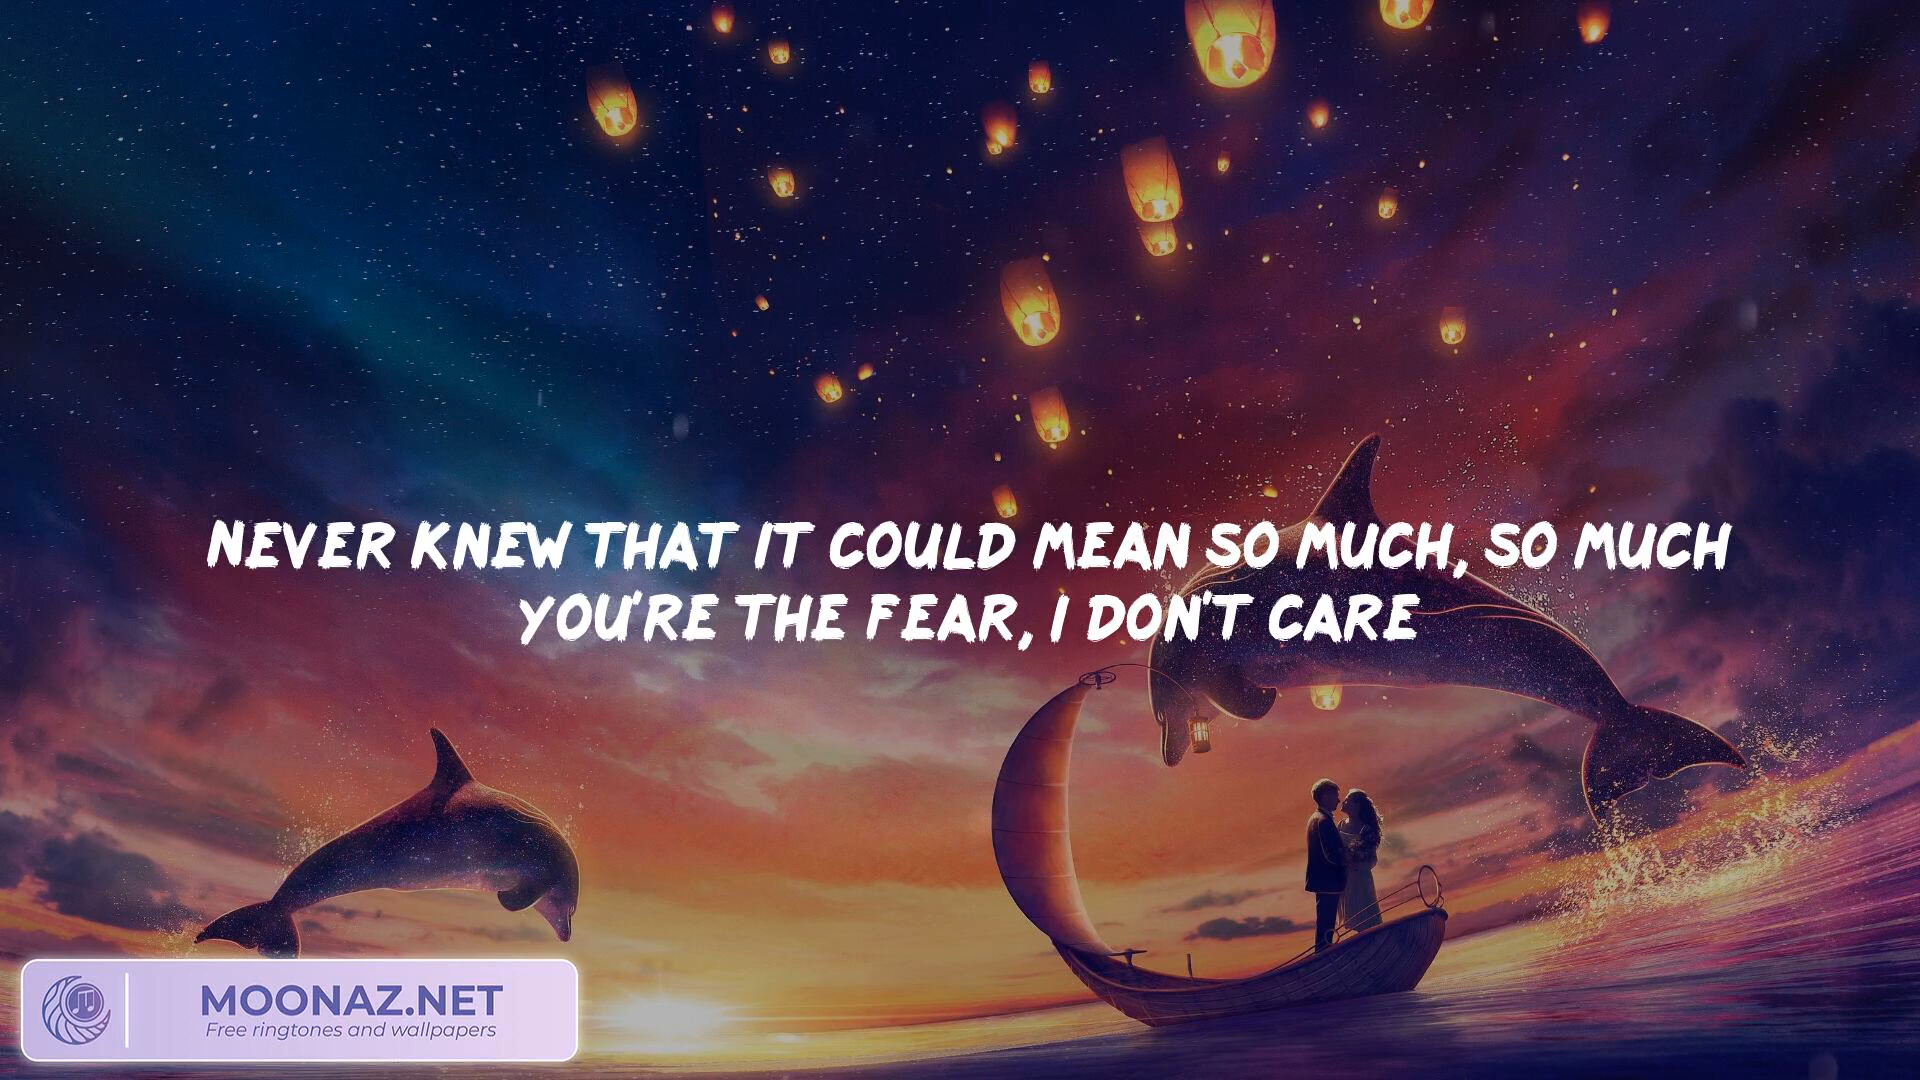 NEVER KNEW THAT IT COULD MEAN SO MUCH, SO MUCH
YOU'RE THE FEAR, I DON'T CARE
MOONAZ.NET
Free ringtones and wallpapers